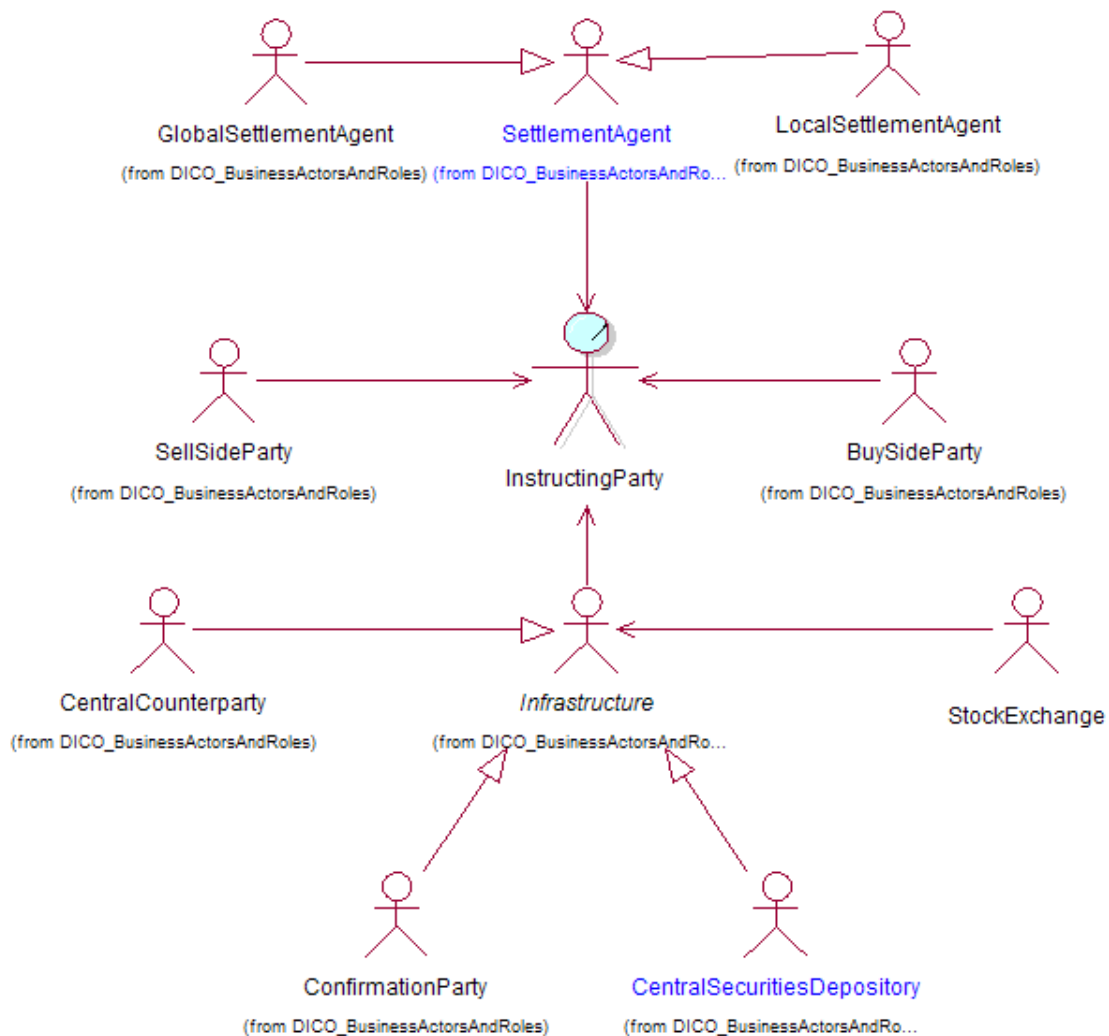 GlobalSettlementAgent
(from DICO_BusinessActorsAndRoles)
SettlementAgent
(from DICO_BusinessActorsAndRo...
LocalSettlementAgent
(from DICO_BusinessActorsAndRoles)
SellSideParty
(from DICO_BusinessActorsAndRoles)
InstructingParty
BuySideParty
(from DICO_BusinessActorsAndRoles)
CentralCounterparty
(from DICO_BusinessActorsAndRoles)
Infrastructure
(from DICO_BusinessActorsAndRo...
StockExchange
ConfirmationParty
(from DICO_BusinessActorsAndRoles)
CentralSecuritiesDepository
(from DICO_BusinessActorsAndRo...